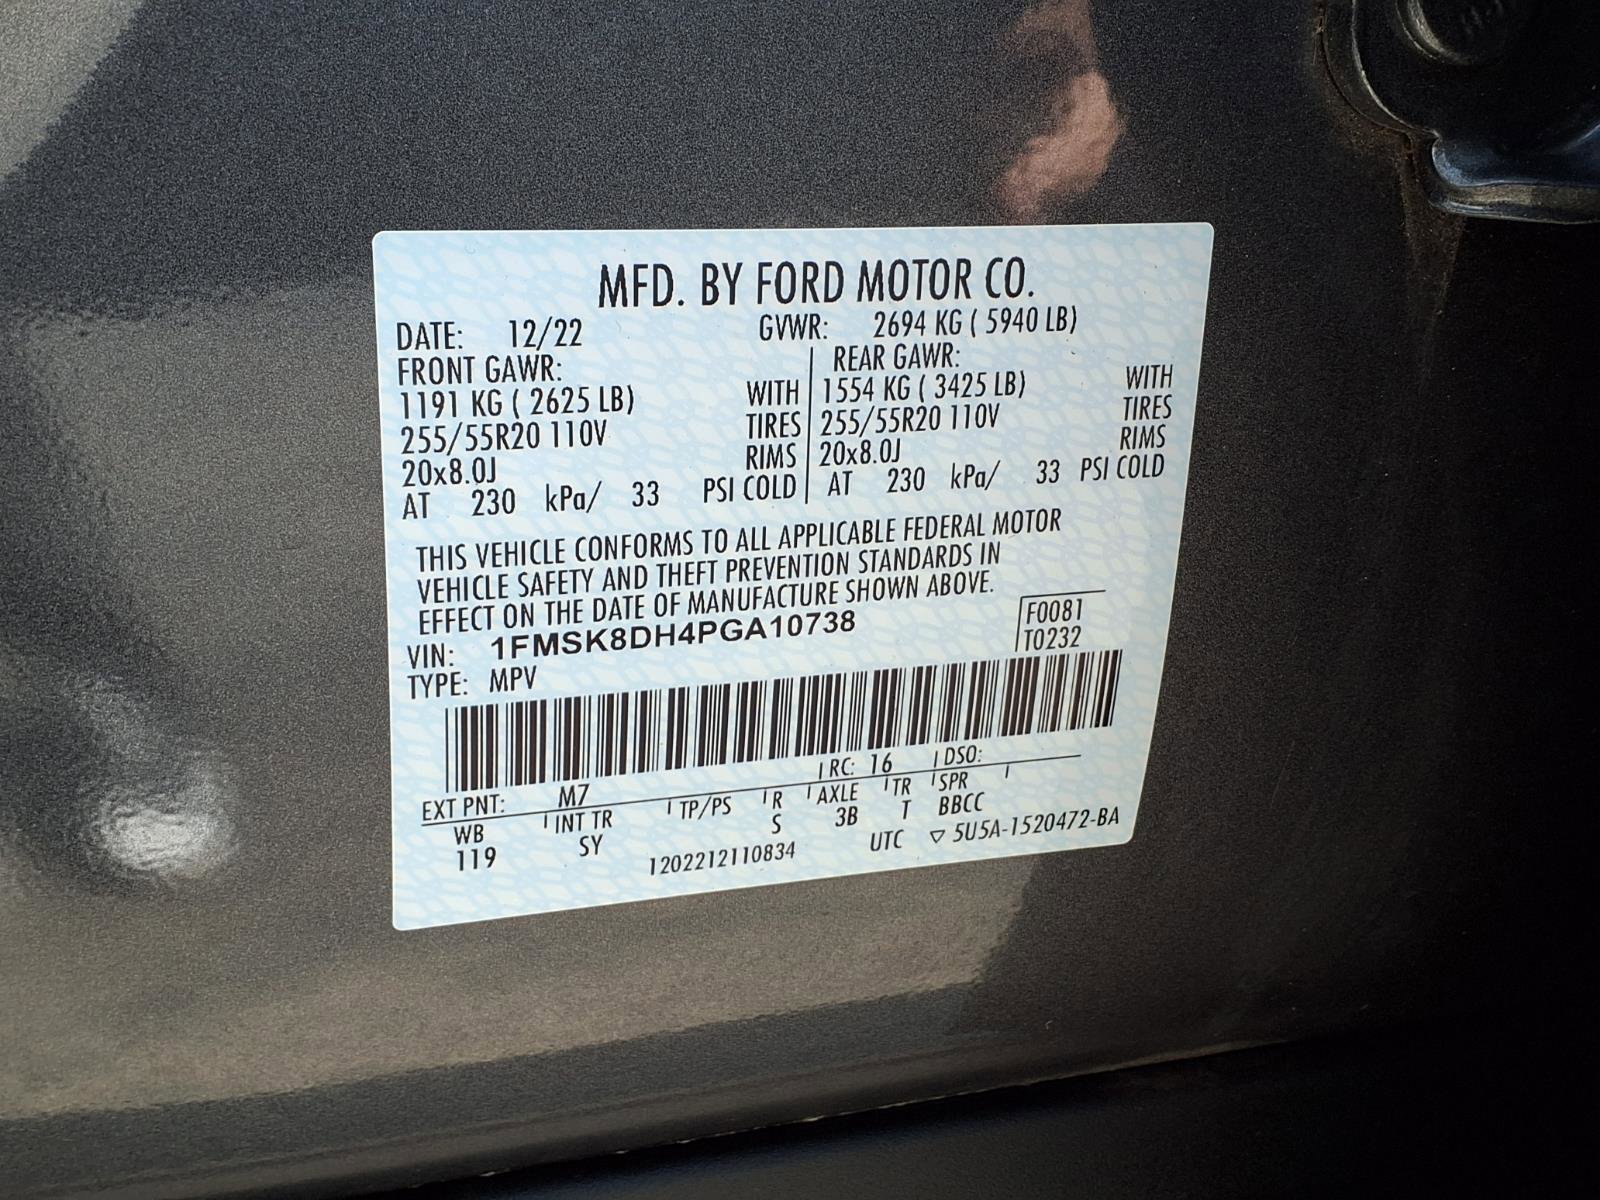 MFD. BY FORD MOTOR CO.
DATE: 12/22 GVWR: 2694 KG ( 5940 LB)
FRONT GAWR: REAR GAWR:
1191 KG ( 2625 LB) WITH 1554 KG ( 3425 LB) WITH
255/55R20 110V TIRES 255/55R20 110V TIRES
20x8.0J RIMS 20x8.0J RIMS
AT 230 kPa/ 33 PSI COLD AT 230 kPa/ 33 PSI COLD
THIS VEHICLE CONFORMS TO ALL APPLICABLE FEDERAL MOTOR
VEHICLE SAFETY AND THEFT PREVENTION STANDARDS IN
EFFECT ON THE DATE OF MANUFACTURE SHOWN ABOVE.
VIN: 1FMSK8DH4PGA10738 F0081
TYPE: MPV T0232
EXT PNT: M7 RC: 16 DSO:
WB INT TR TP/PS R AXLE TR SPR
119 SY S 3B T BBCC
1202212110834 UTC ▽ 5U5A-1520472-BA